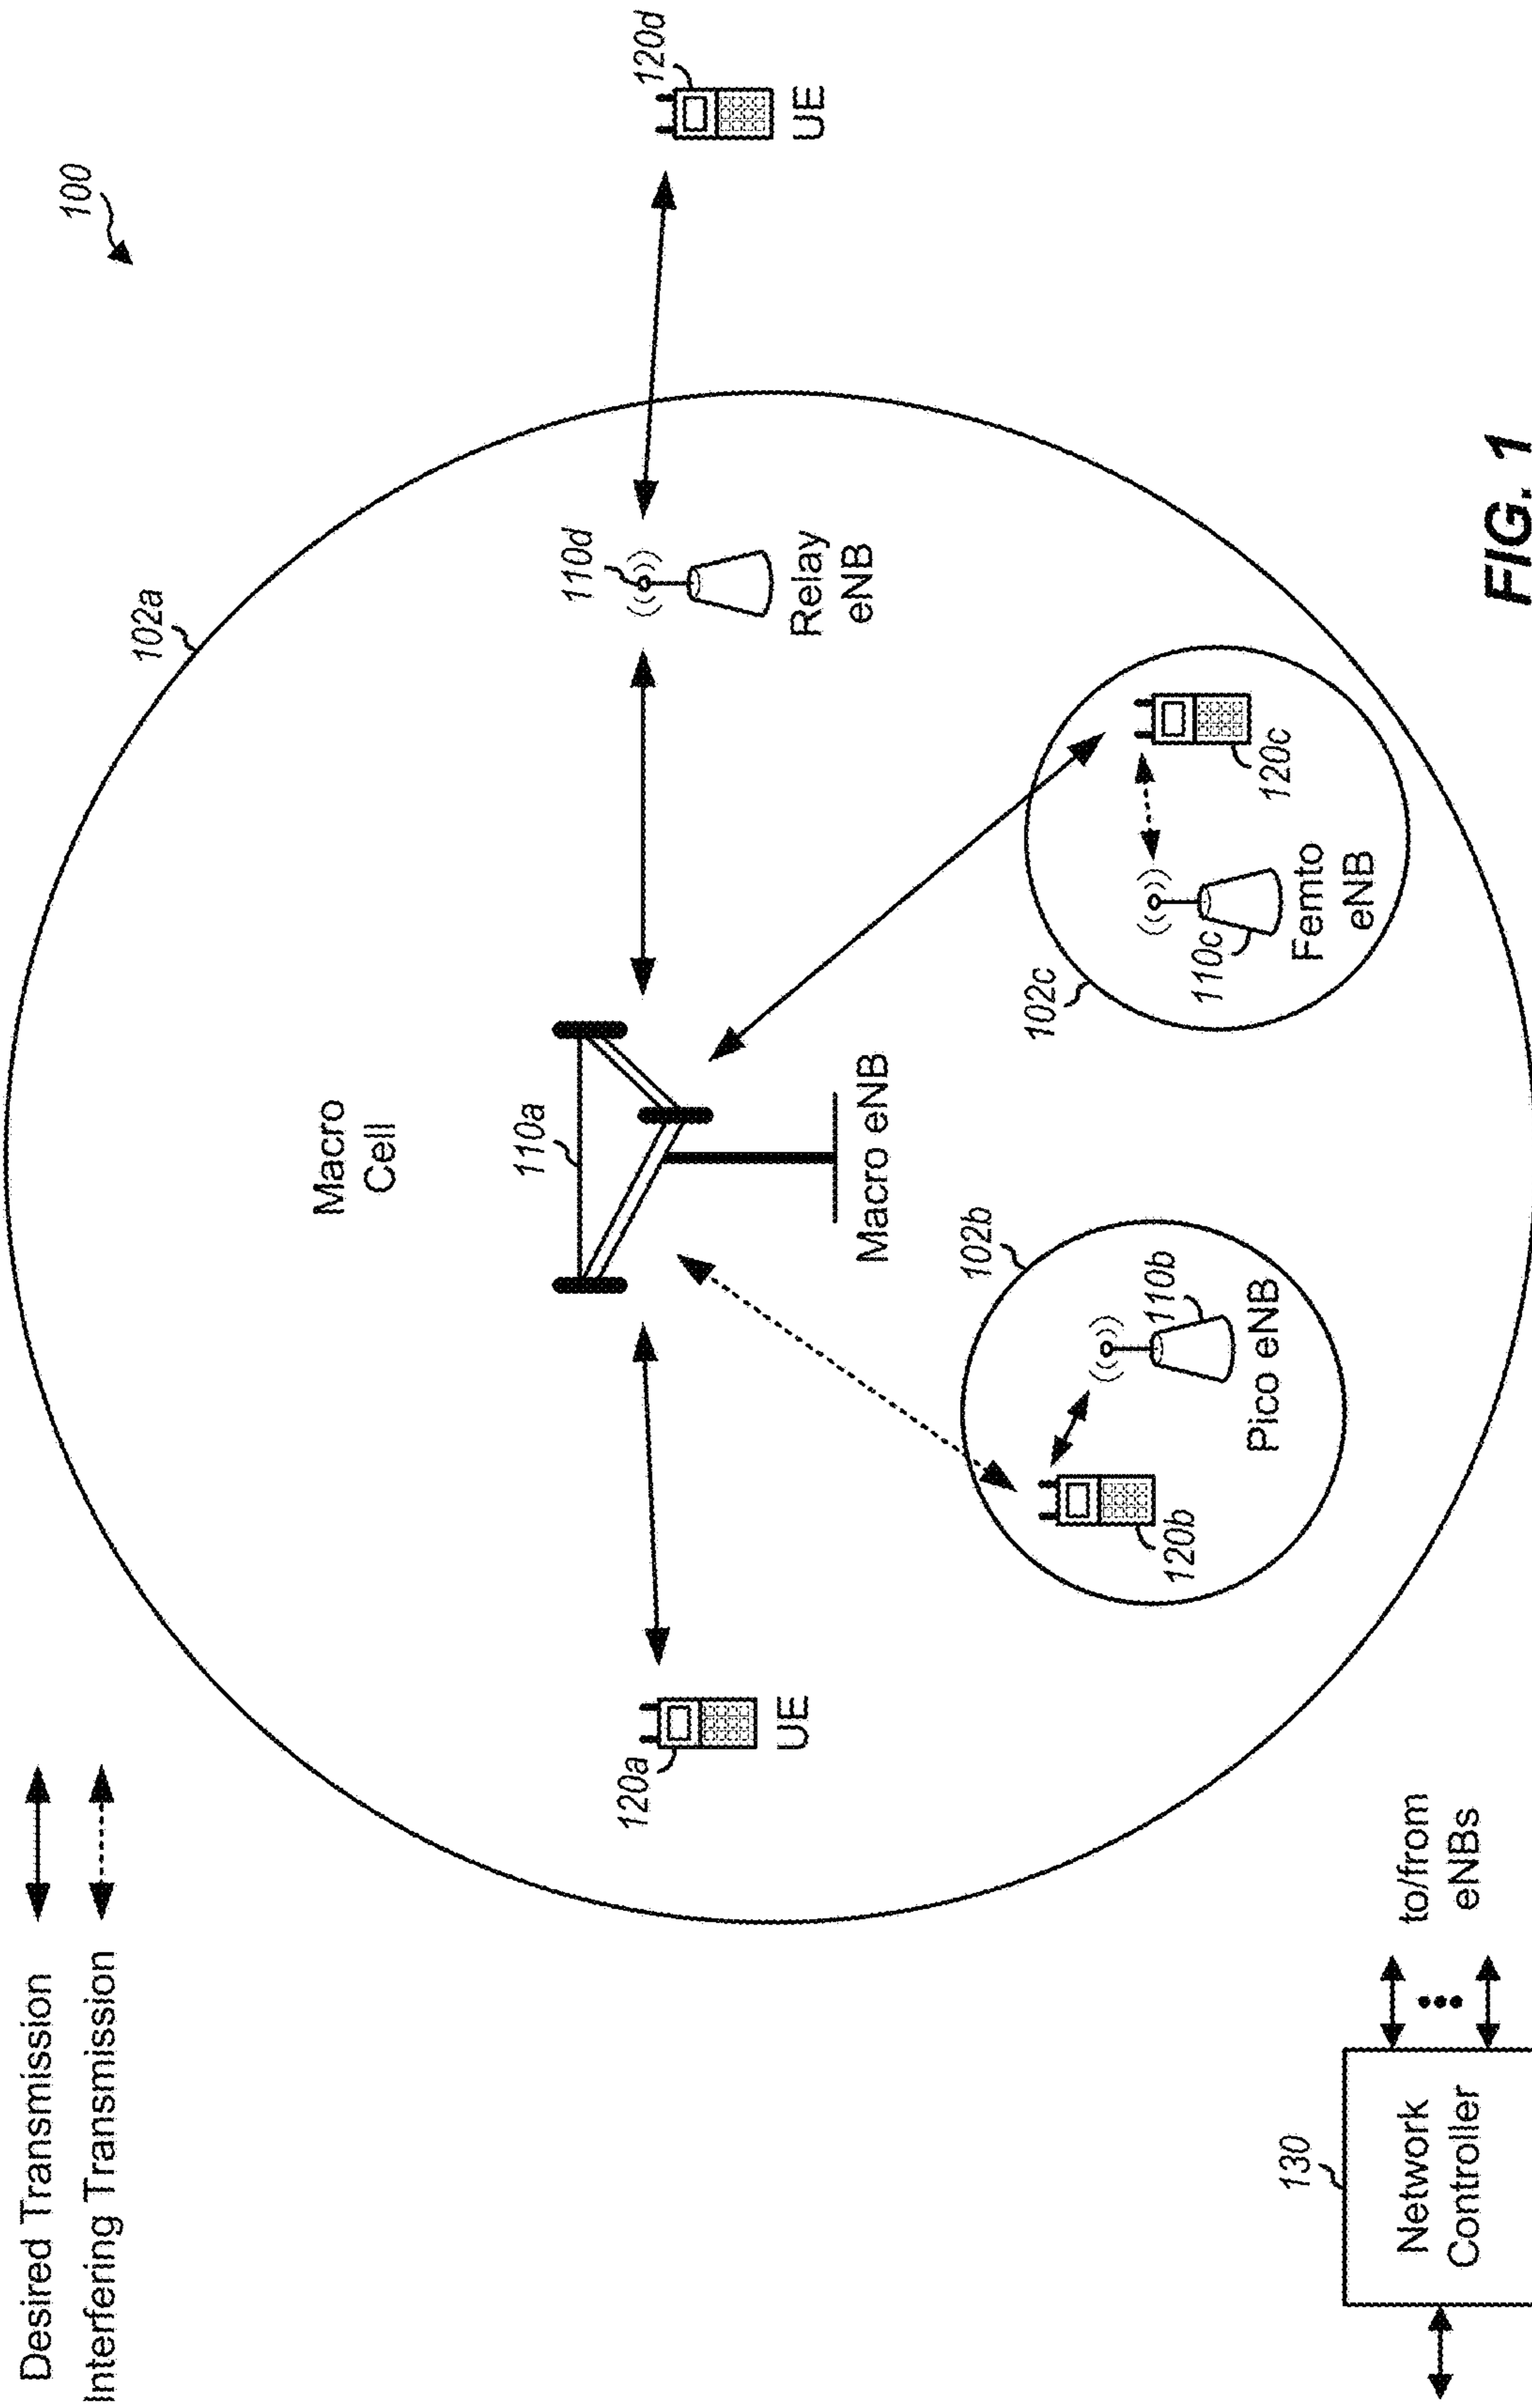 Desired Transmission
Interfering Transmission
100
102a
Macro
Cell
110a
110d
120d
120a
UE
Macro eNB
Relay
eNB
UE
102b
102c
120b
110b
Pico eNB
110c
120c
Femto
eNB
130
Network
Controller
to/from
eNBs
FIG. 1